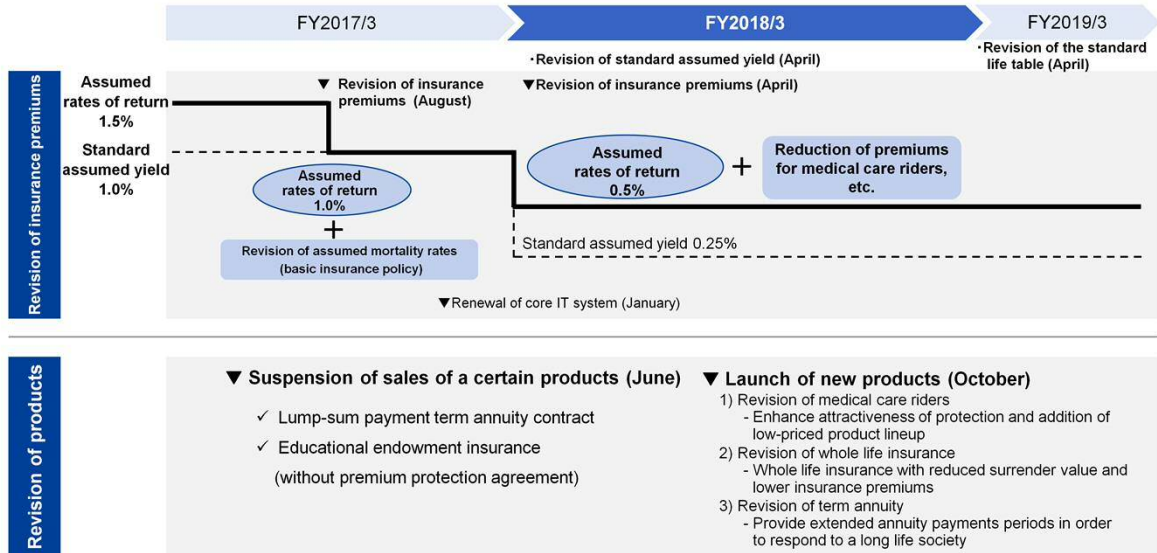 FY2017/3
FY2018/3
FY2019/3
・Revision of standard assumed yield (April)
・Revision of the standard
life table (April)
Revision of insurance premiums
Assumed
rates of return
1.5%
Standard
assumed yield
1.0%
▼ Revision of insurance
premiums (August)
▼Revision of insurance premiums (April)
Assumed
rates of return
1.0%
+
Revision of assumed mortality rates
(basic insurance policy)
Assumed
rates of return
0.5%
+
Reduction of premiums
for medical care riders,
etc.
Standard assumed yield 0.25%
▼Renewal of core IT system (January)
Revision of products
▼ Suspension of sales of a certain products (June)
✓ Lump-sum payment term annuity contract
✓ Educational endowment insurance
(without premium protection agreement)
▼ Launch of new products (October)
1) Revision of medical care riders
- Enhance attractiveness of protection and addition of
low-priced product lineup
2) Revision of whole life insurance
- Whole life insurance with reduced surrender value and
lower insurance premiums
3) Revision of term annuity
- Provide extended annuity payments periods in order
to respond to a long life society